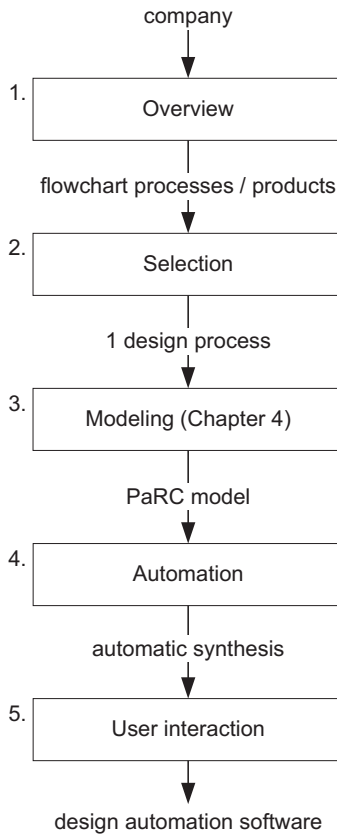 company
1. Overview
flowchart processes / products
2. Selection
1 design process
3. Modeling (Chapter 4)
PaRC model
4. Automation
automatic synthesis
5. User interaction
design automation software